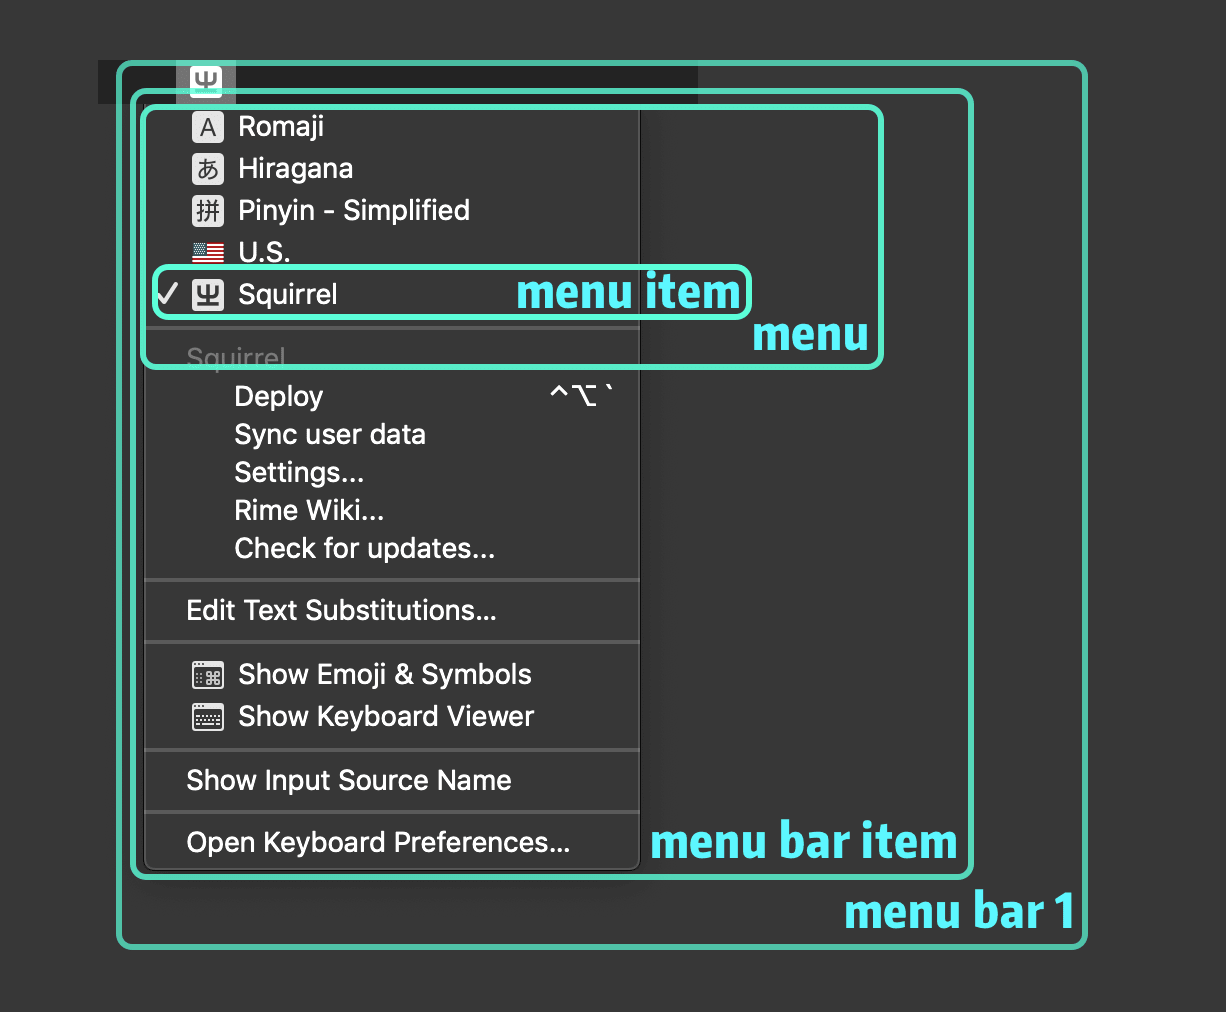 A Romaji
あ Hiragana
拼 Pinyin - Simplified
U.S.
✓ Squirrel menu item
menu
Squirrel
Deploy ^⌥`
Sync user data
Settings...
Rime Wiki...
Check for updates...
Edit Text Substitutions...
Show Emoji & Symbols
Show Keyboard Viewer
Show Input Source Name
Open Keyboard Preferences...
menu bar item
menu bar 1